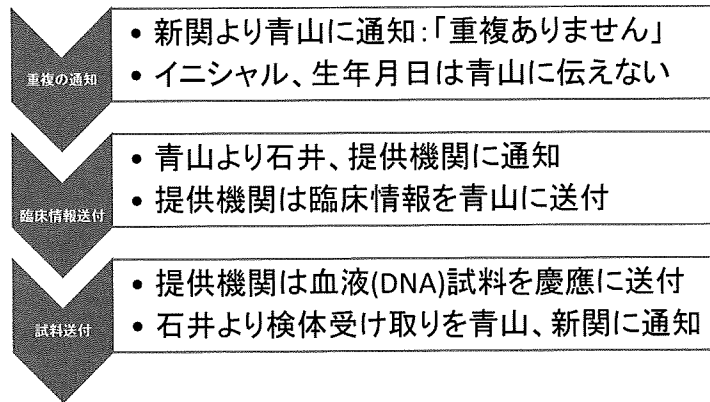 重複の通知
• 新関より青山に通知:「重複ありません」
• イニシャル、生年月日は青山に伝えない
臨床情報送付
• 青山より石井、提供機関に通知
• 提供機関は臨床情報を青山に送付
試料送付
• 提供機関は血液(DNA)試料を慶應に送付
• 石井より検体受け取りを青山、新関に通知